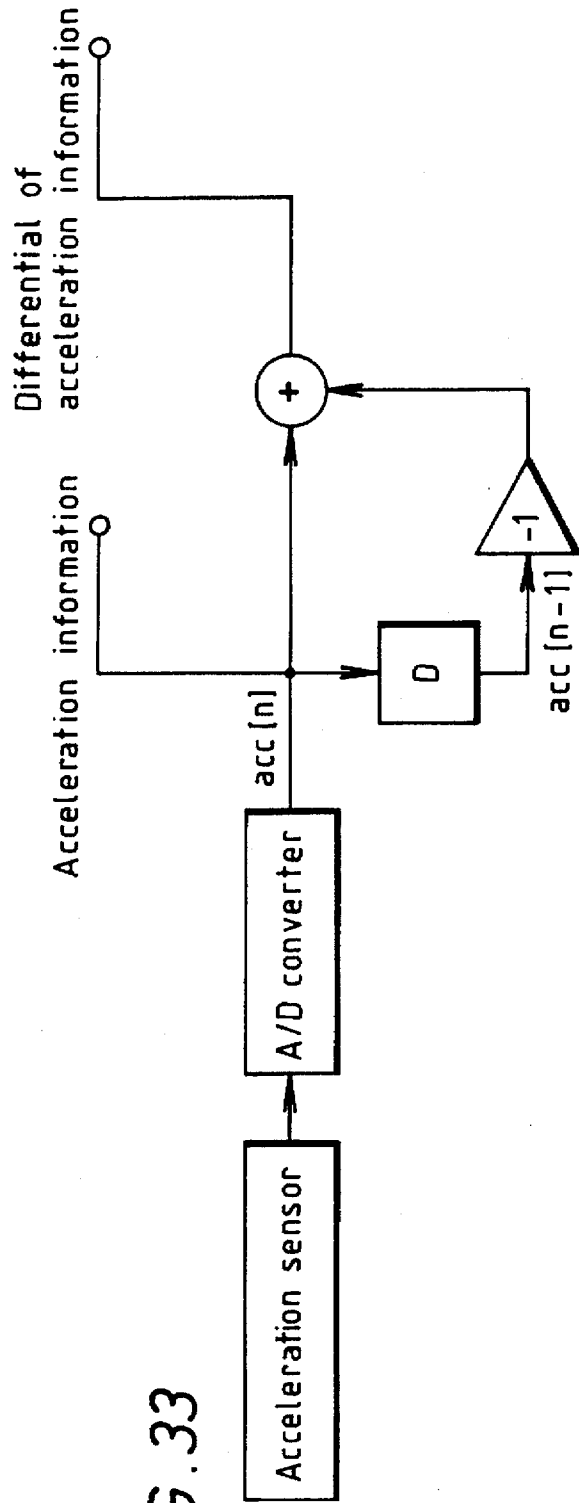 G.33
Acceleration sensor
A/D converter
acc[n]
Acceleration information
D
acc[n-1]
-1
+
Differential of
acceleration information